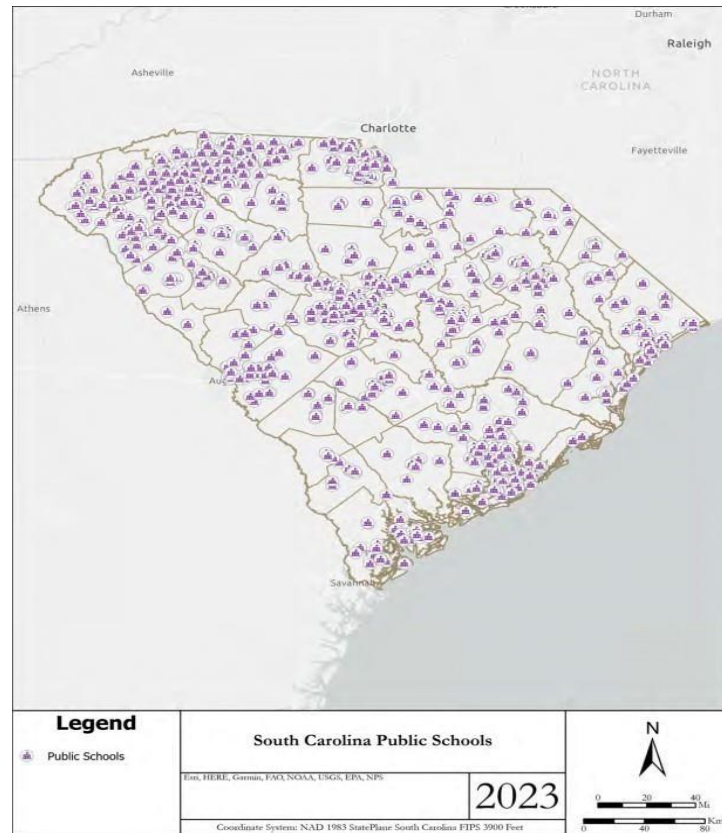 Durham
Raleigh
Asheville
NORTH
CAROLINA
Charlotte
Fayetteville
Athens
Savannah
Legend
Public Schools
South Carolina Public Schools
Esri, HERE, Garmin, FAO, NOAA, USGS, EPA, NPS
2023
Coordinate System: NAD 1983 StatePlane South Carolina FIPS 3900 Feet
N
0 20 40
Mi
Km
0 40 80